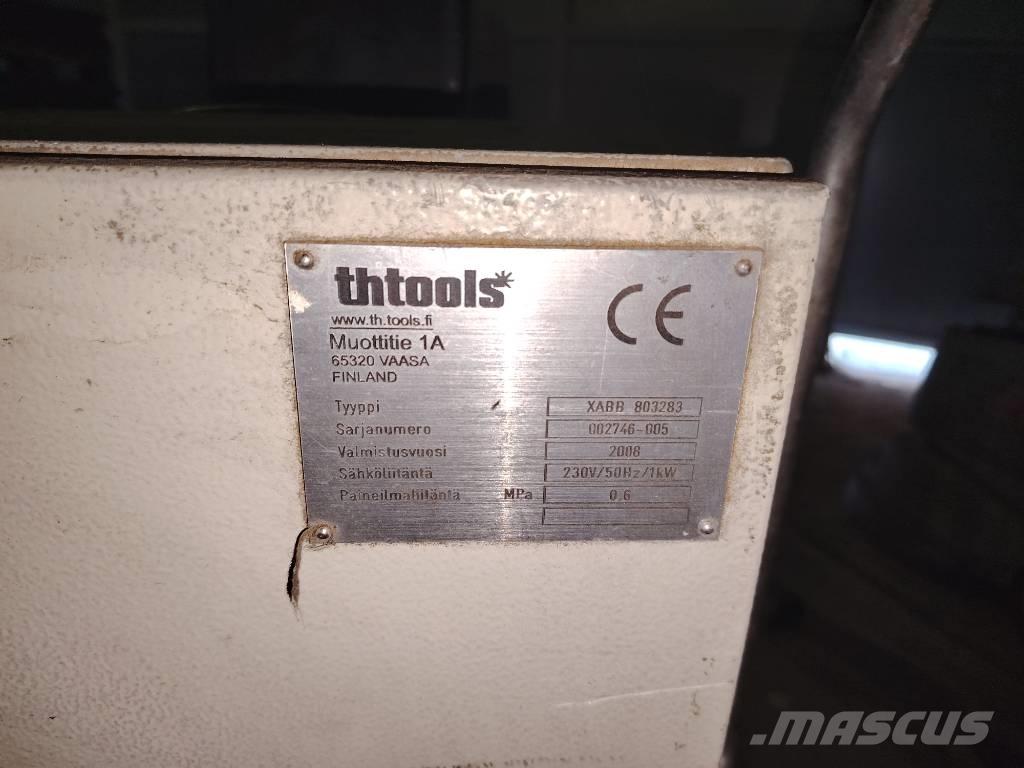 thtools
www.th.tools.fi
Muottitie 1A
65320 VAASA
FINLAND
CE
Tyyppi XABB 803283
Sarjanumero 002746-005
Valmistusvuosi 2008
Sähköliitäntä 230V/50Hz/1kW
Paineilmaliitäntä MPa 0,6
MASCUS